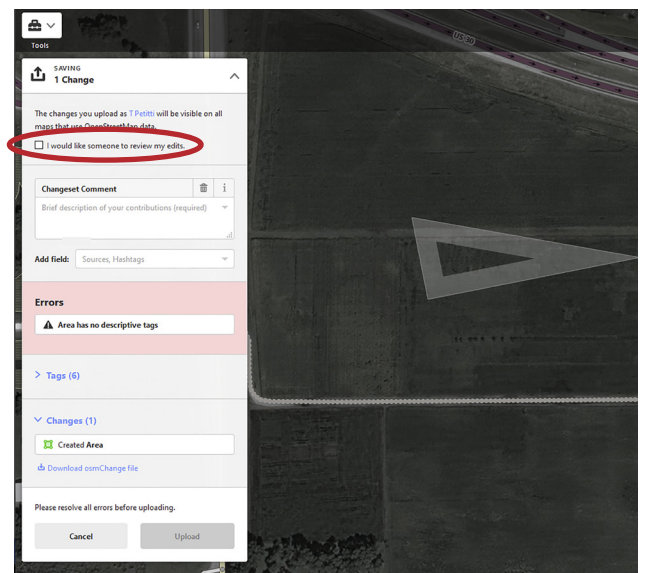 US 30
Tools
SAVING
1 Change
The changes you upload as T Petitti will be visible on all
maps that use OpenStreetMap data.
I would like someone to review my edits.
Changeset Comment
i
Brief description of your contributions (required)
Add field:
Sources, Hashtags
Errors
Area has no descriptive tags
Tags (6)
Changes (1)
Created Area
Download osmChange file
Please resolve all errors before uploading.
Cancel
Upload